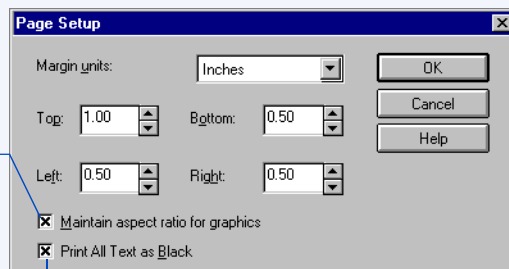 Page Setup
Margin units: Inches OK
Cancel
Top: 1.00 Bottom: 0.50
Help
Left: 0.50 Right: 0.50
Maintain aspect ratio for graphics
Print All Text as Black